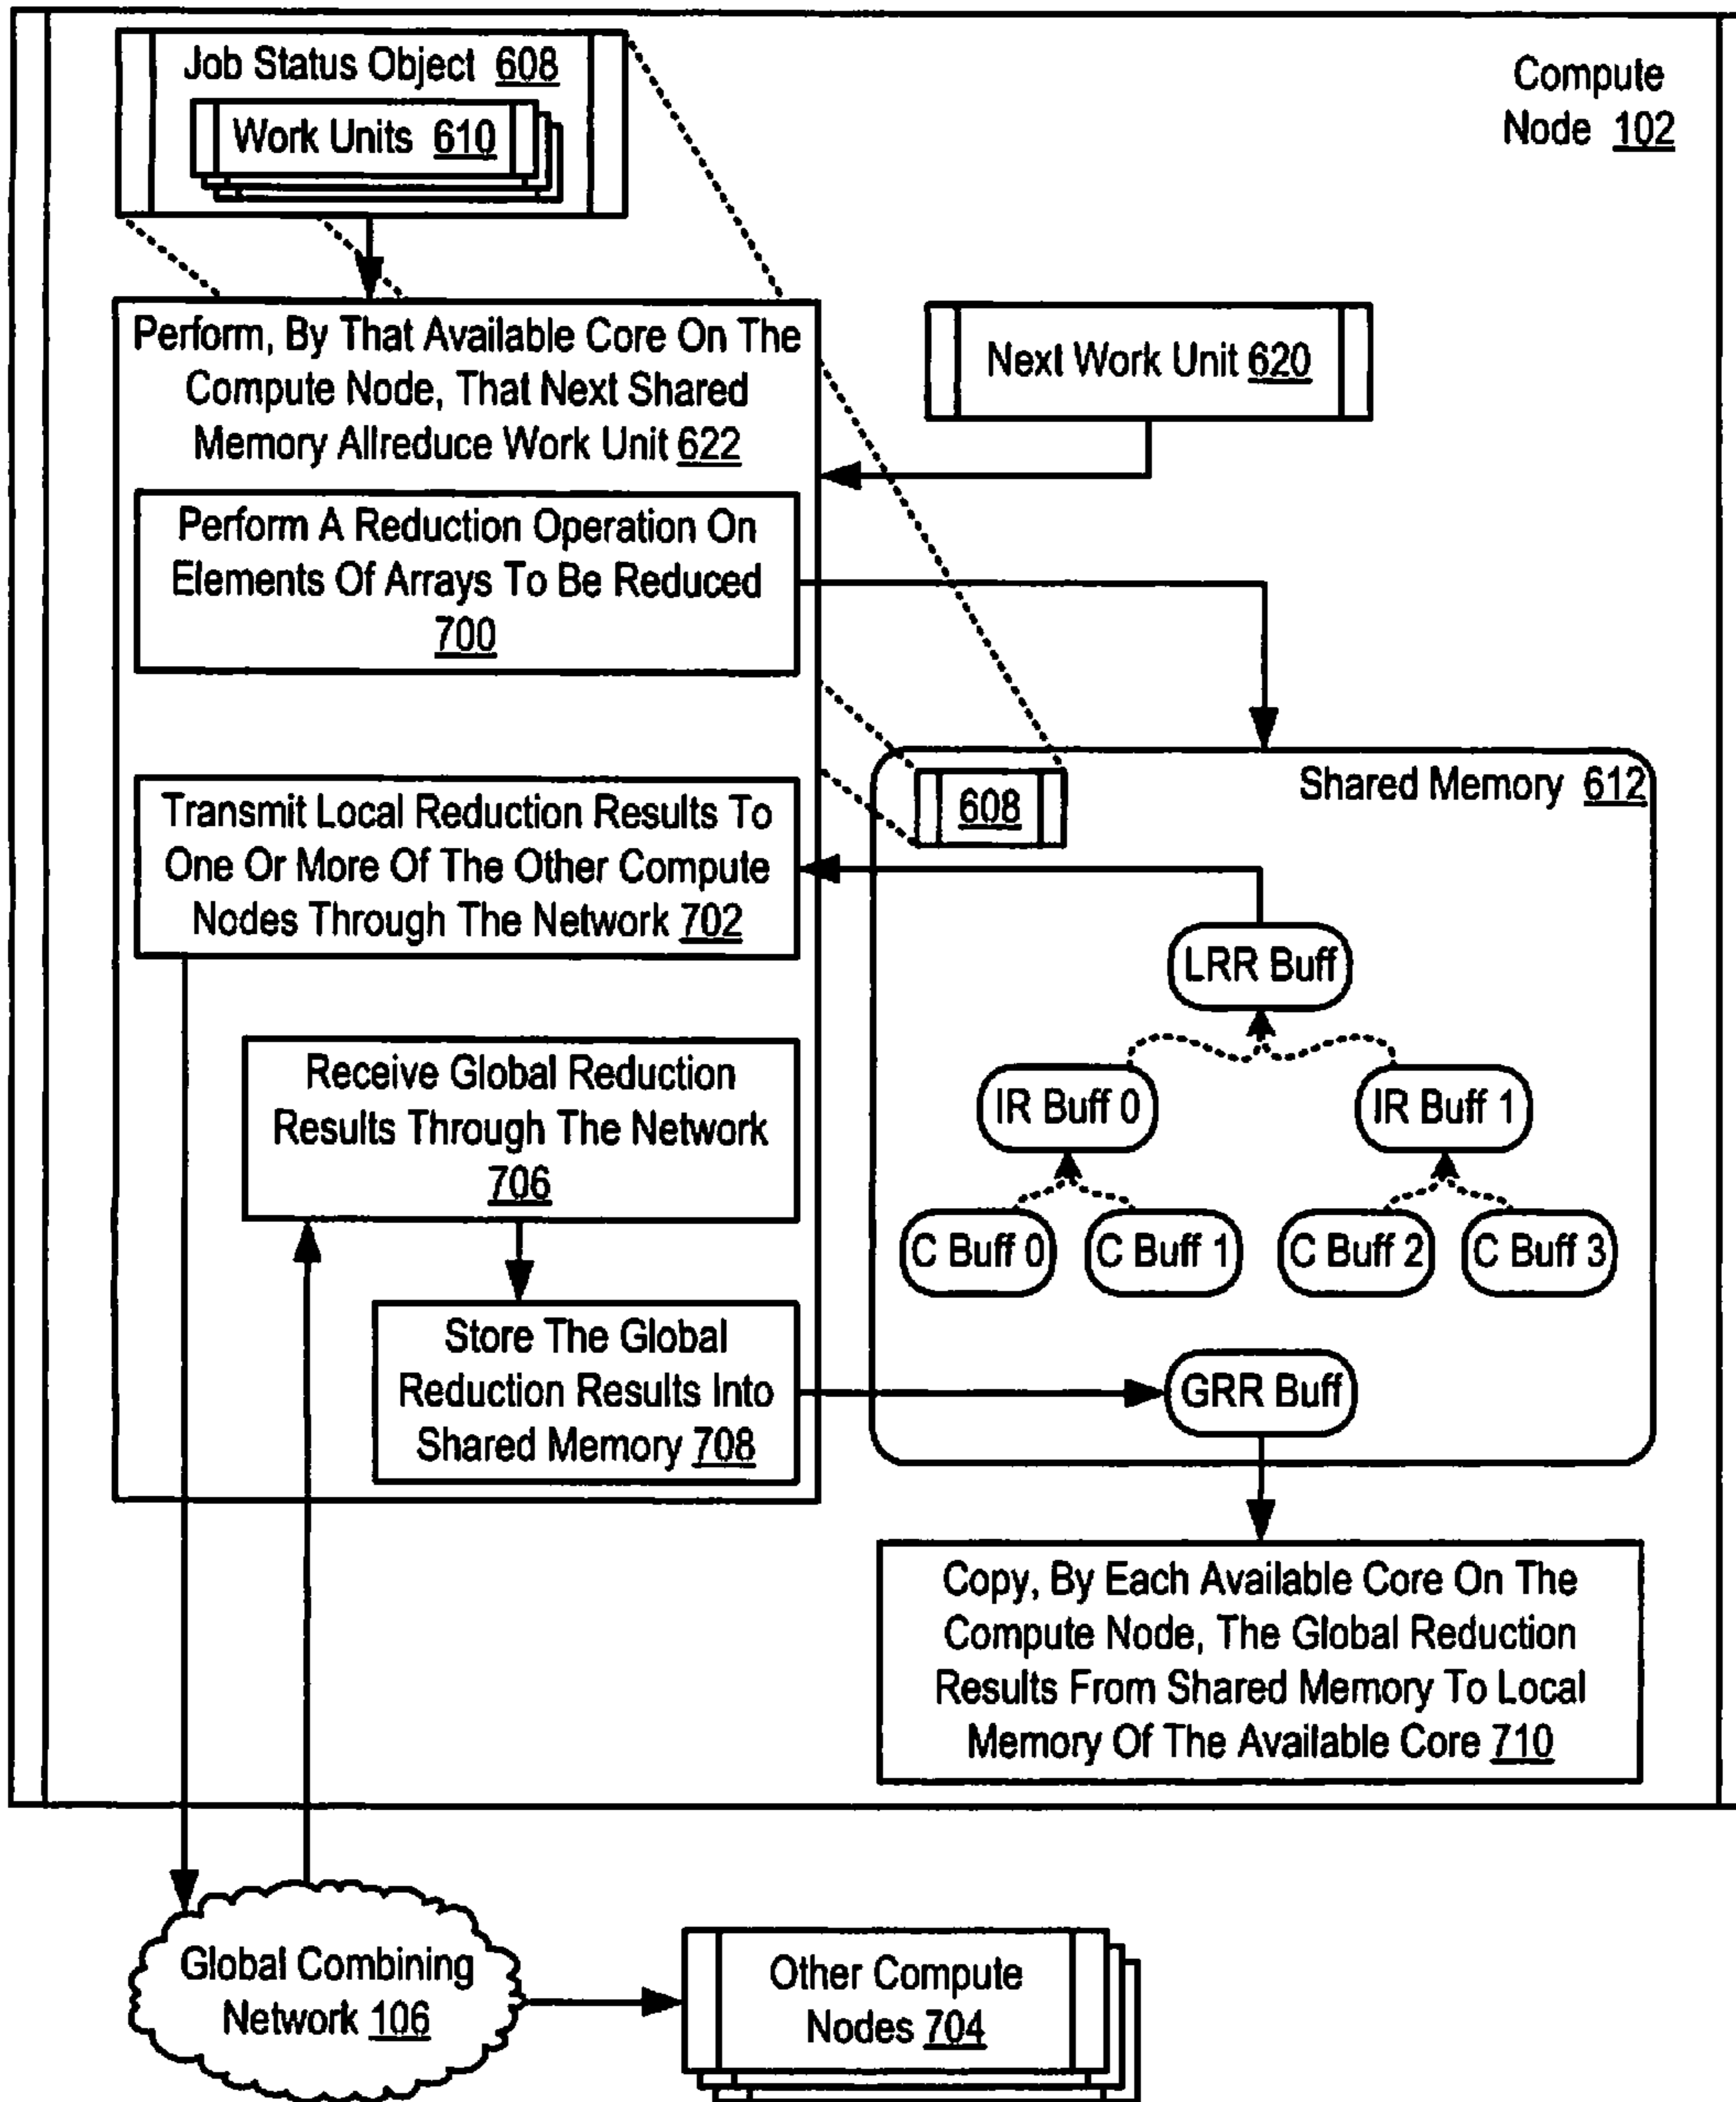 Job Status Object 608
Work Units 610
Compute
Node 102
Perform, By That Available Core On The
Compute Node, That Next Shared
Memory Allreduce Work Unit 622
Next Work Unit 620
Perform A Reduction Operation On
Elements Of Arrays To Be Reduced
700
Shared Memory 612
608
Transmit Local Reduction Results To
One Or More Of The Other Compute
Nodes Through The Network 702
LRR Buff
Receive Global Reduction
Results Through The Network
706
IR Buff 0
IR Buff 1
C Buff 0
C Buff 1
C Buff 2
C Buff 3
Store The Global
Reduction Results Into
Shared Memory 708
GRR Buff
Copy, By Each Available Core On The
Compute Node, The Global Reduction
Results From Shared Memory To Local
Memory Of The Available Core 710
Global Combining
Network 106
Other Compute
Nodes 704